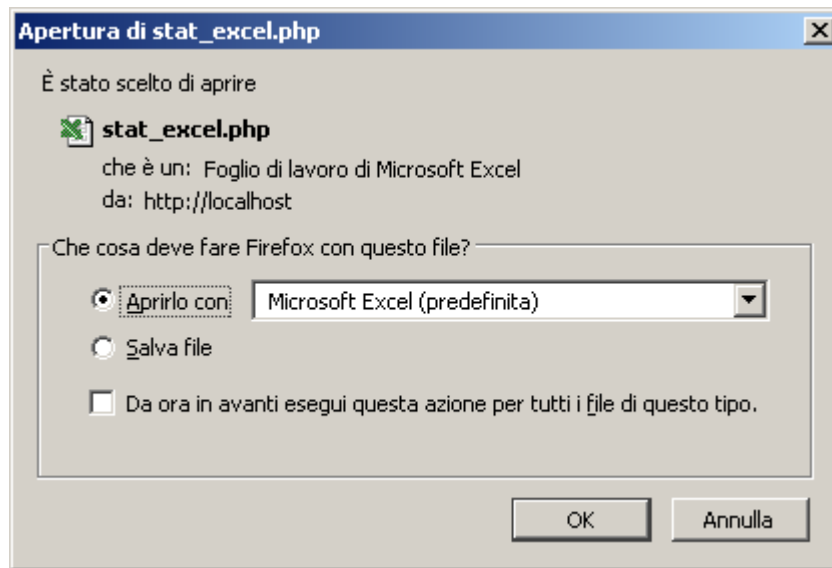 Apertura di stat_excel.php
È stato scelto di aprire
stat_excel.php
che è un: Foglio di lavoro di Microsoft Excel
da: http://localhost
Che cosa deve fare Firefox con questo file?
Aprirlo con Microsoft Excel (predefinita)
Salva file
Da ora in avanti esegui questa azione per tutti i file di questo tipo.
OK Annulla